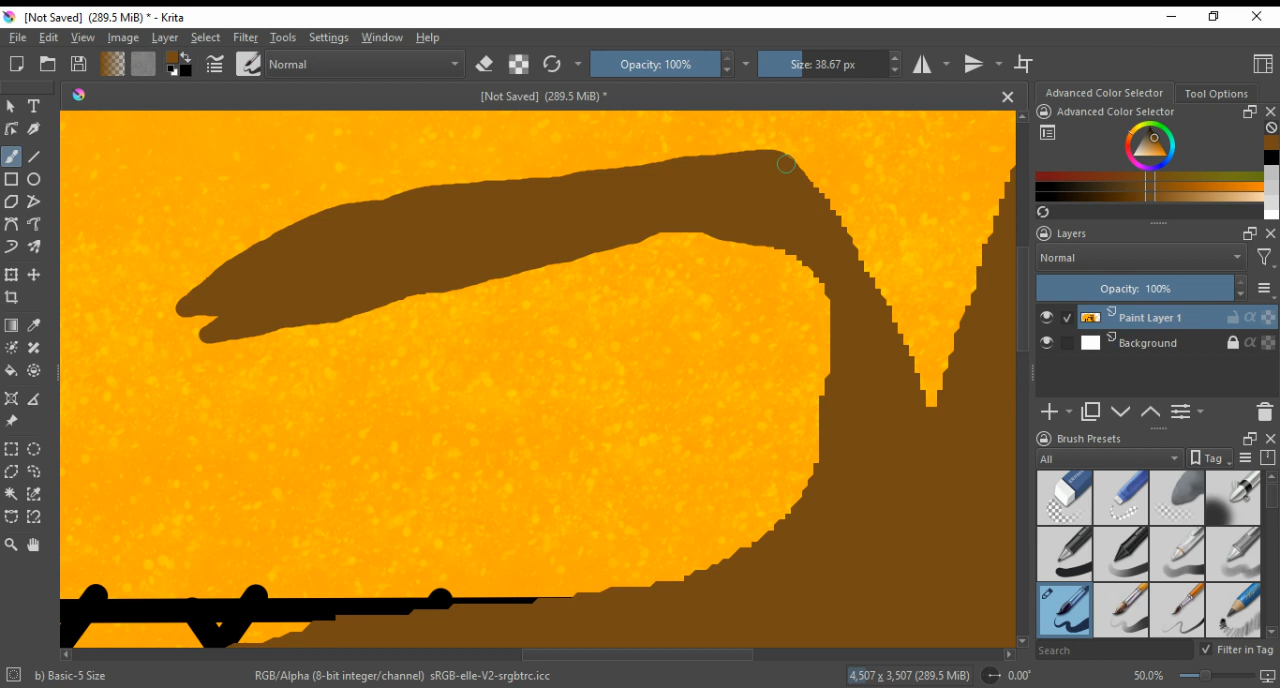 [Not Saved] (289.5 MiB) * - Krita
File Edit View Image Layer Select Filter Tools Settings Window Help
Normal Opacity: 100% Size: 38.67 px
[Not Saved] (289.5 MiB) *
Advanced Color Selector Tool Options
Advanced Color Selector
Layers
Normal
Opacity: 100%
Paint Layer 1
Background
Brush Presets
All Tag
Search Filter in Tag
b) Basic-5 Size RGB/Alpha (8-bit integer/channel) sRGB-elle-V2-srgbtrc.icc 4,507 x 3,507 (289.5 MiB) 0.00° 50.0%